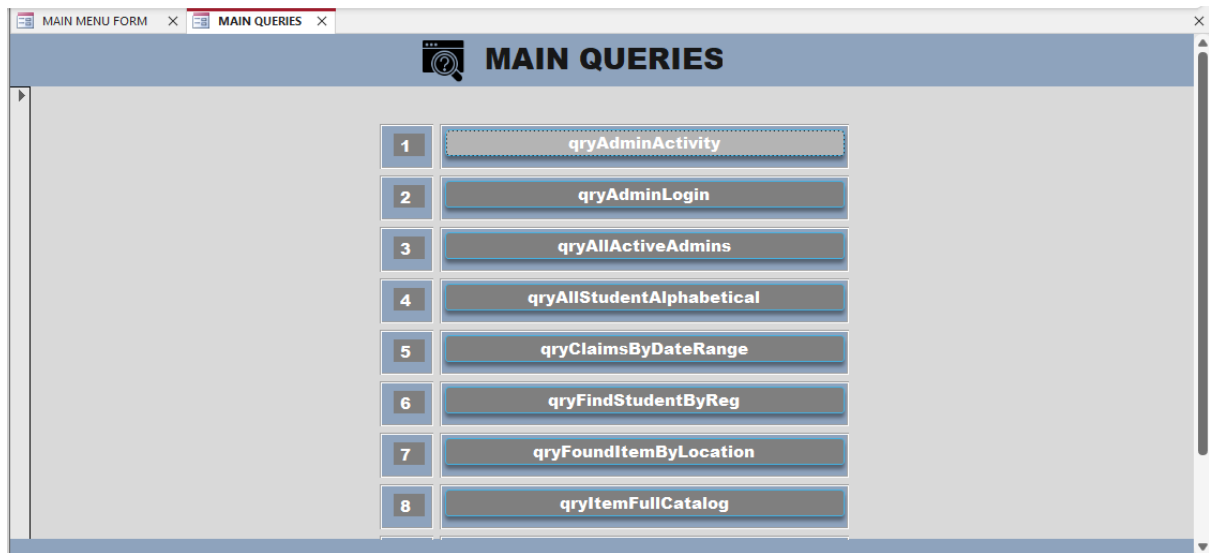 MAIN MENU FORM MAIN QUERIES
MAIN QUERIES
1 qryAdminActivity
2 qryAdminLogin
3 qryAllActiveAdmins
4 qryAllStudentAlphabetical
5 qryClaimsByDateRange
6 qryFindStudentByReg
7 qryFoundItemByLocation
8 qryItemFullCatalog